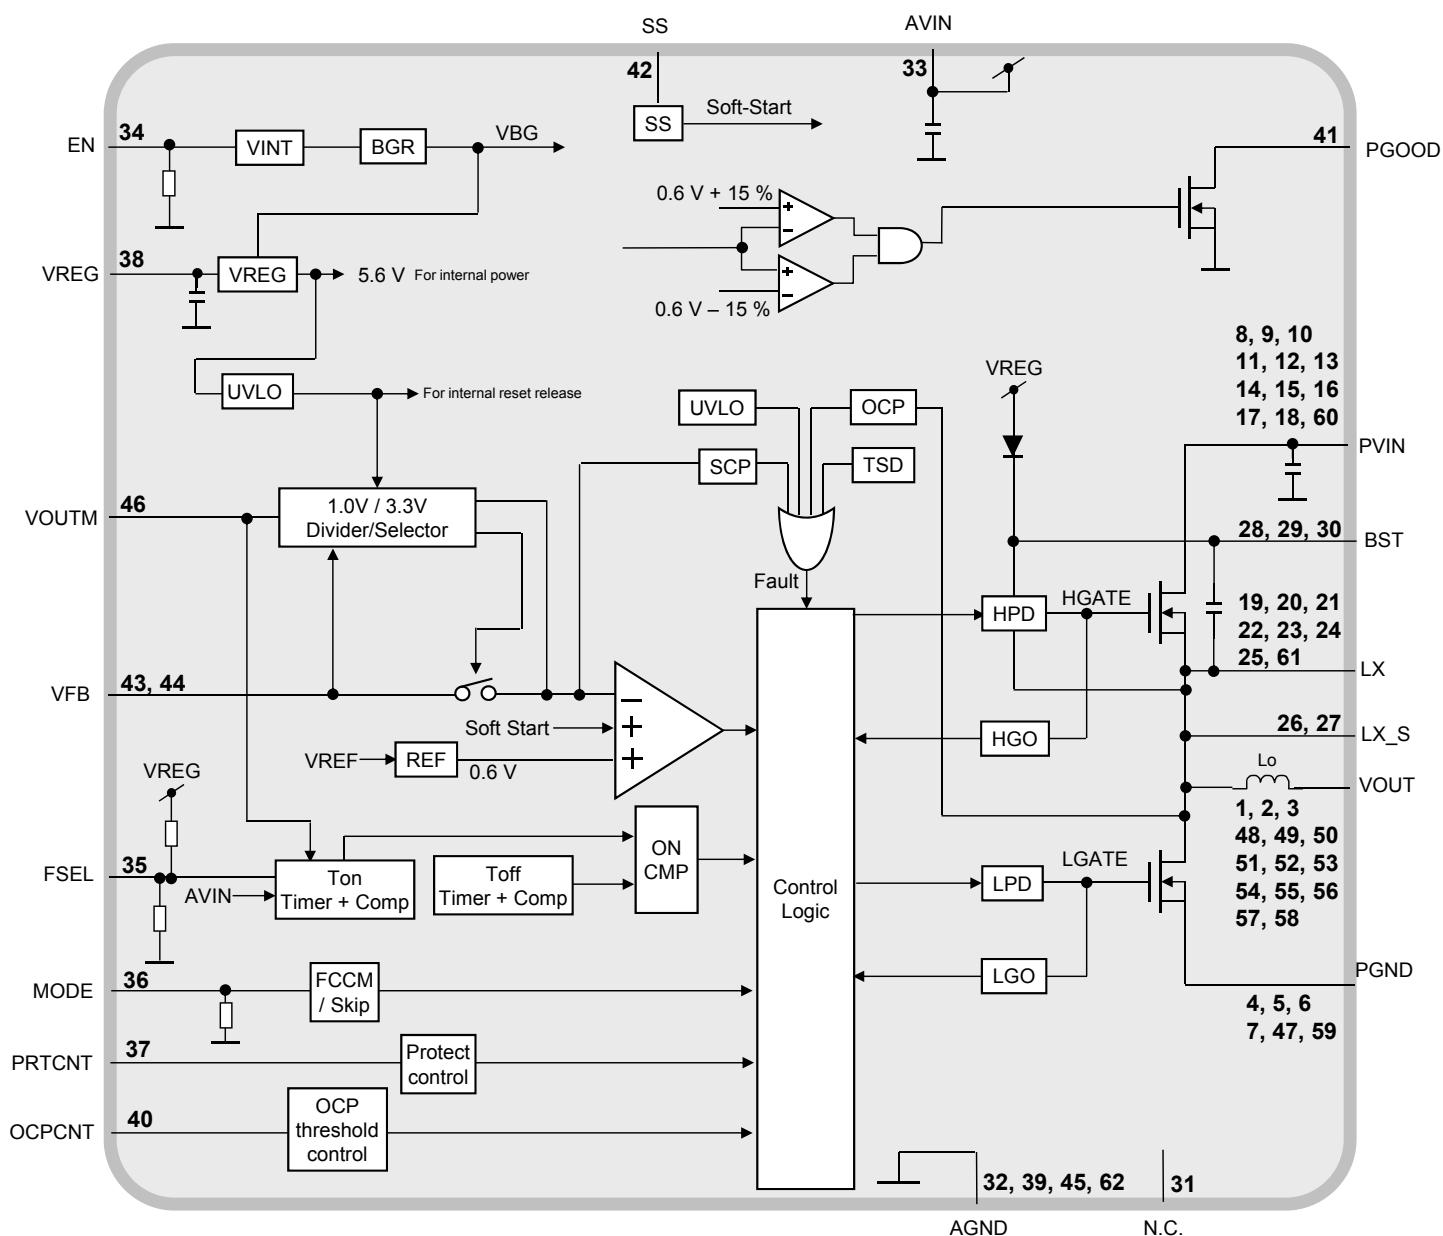 SS
AVIN
42
33
SS
Soft-Start
EN
34
VINT
BGR
VBG
41
PGOOD
0.6 V + 15 %
+
−
+
−
0.6 V – 15 %
VREG
38
VREG
5.6 V For internal power
8, 9, 10
11, 12, 13
14, 15, 16
17, 18, 60
PVIN
VREG
UVLO
For internal reset release
UVLO
OCP
SCP
TSD
VOUTM
46
1.0V / 3.3V
Divider/Selector
28, 29, 30
BST
Fault
HPD
HGATE
19, 20, 21
22, 23, 24
25, 61
LX
VFB
43, 44
−
+
+
Soft Start
VREF
REF
0.6 V
HGO
26, 27
LX_S
Lo
VOUT
VREG
1, 2, 3
48, 49, 50
51, 52, 53
54, 55, 56
57, 58
FSEL
35
AVIN
Ton
Timer + Comp
Toff
Timer + Comp
ON
CMP
Control
Logic
LPD
LGATE
LGO
PGND
4, 5, 6
7, 47, 59
MODE
36
FCCM
/ Skip
PRTCNT
37
Protect
control
OCPCNT
40
OCP
threshold
control
32, 39, 45, 62
31
AGND
N.C.